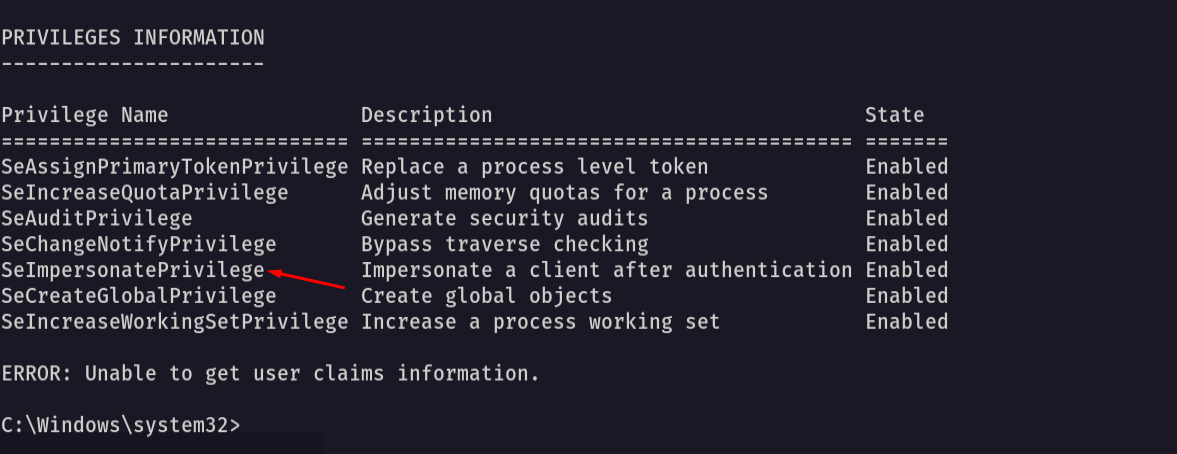 PRIVILEGES INFORMATION
----------------------
Privilege Name Description State
============================= ========================================= =======
SeAssignPrimaryTokenPrivilege Replace a process level token Enabled
SeIncreaseQuotaPrivilege Adjust memory quotas for a process Enabled
SeAuditPrivilege Generate security audits Enabled
SeChangeNotifyPrivilege Bypass traverse checking Enabled
SeImpersonatePrivilege Impersonate a client after authentication Enabled
SeCreateGlobalPrivilege Create global objects Enabled
SeIncreaseWorkingSetPrivilege Increase a process working set Enabled
ERROR: Unable to get user claims information.
C:\Windows\system32>